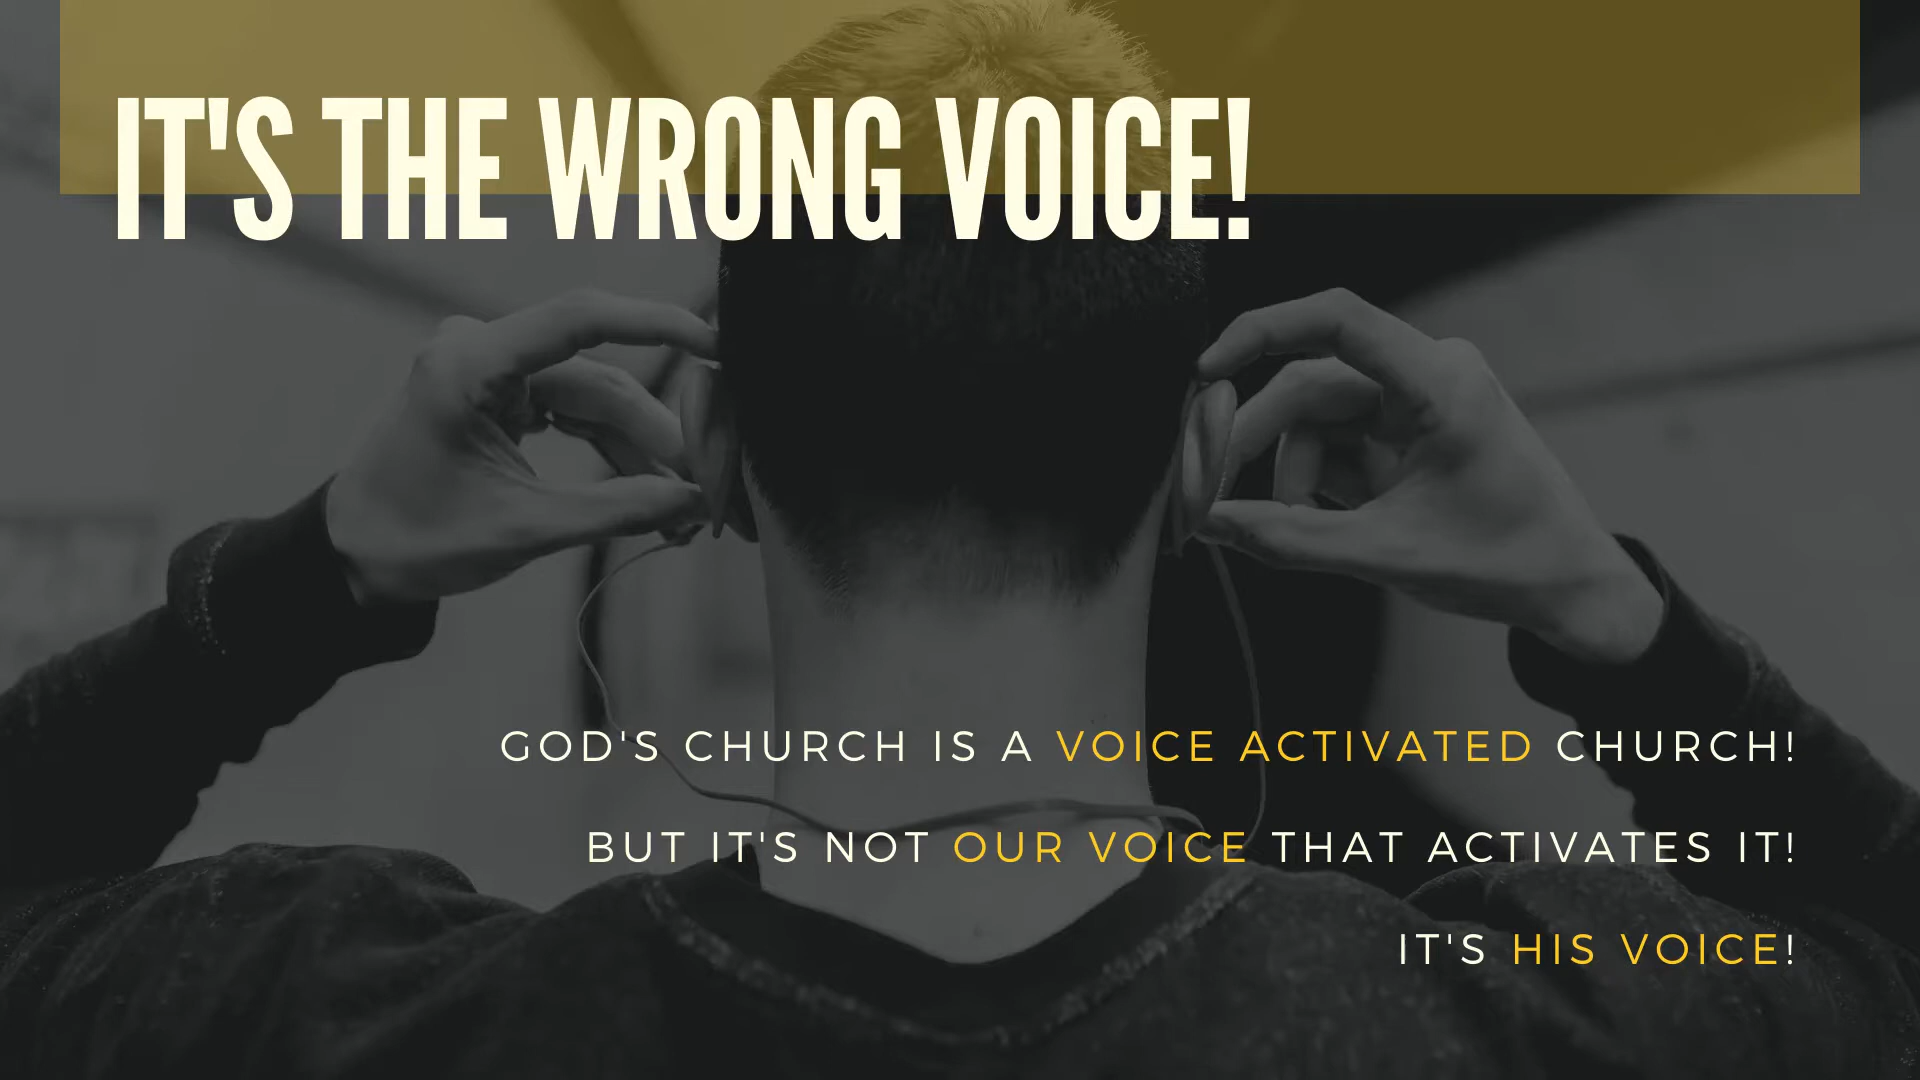 IT'S THE WRONG VOICE!
GOD'S CHURCH IS A VOICE ACTIVATED CHURCH!
BUT IT'S NOT OUR VOICE THAT ACTIVATES IT!
IT'S HIS VOICE!